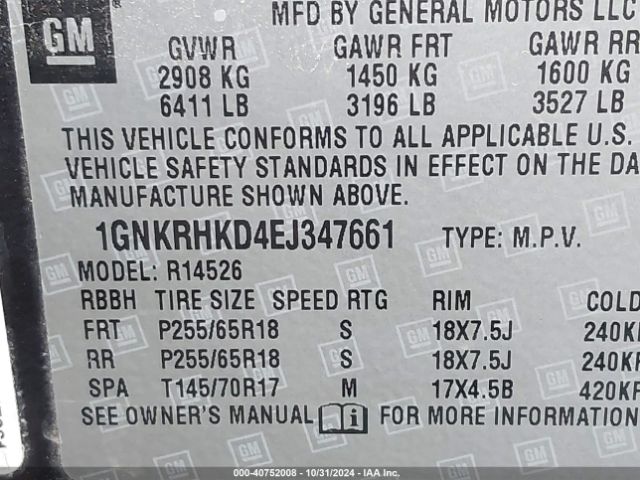 MFD BY GENERAL MOTORS LLC
GM
GVWR GAWR FRT GAWR RR
2908 KG 1450 KG 1600 KG
6411 LB 3196 LB 3527 LB
THIS VEHICLE CONFORMS TO ALL APPLICABLE U.S.
VEHICLE SAFETY STANDARDS IN EFFECT ON THE DA
MANUFACTURE SHOWN ABOVE.
1GNKRHKD4EJ347661 TYPE: M.P.V.
MODEL: R14526
RBBH TIRE SIZE SPEED RTG RIM COLD
FRT P255/65R18 S 18X7.5J 240KP
RR P255/65R18 S 18X7.5J 240KP
SPA T145/70R17 M 17X4.5B 420KP
SEE OWNER'S MANUAL i FOR MORE INFORMATION
000-40752008 - 10/31/2024 - IAA Inc.